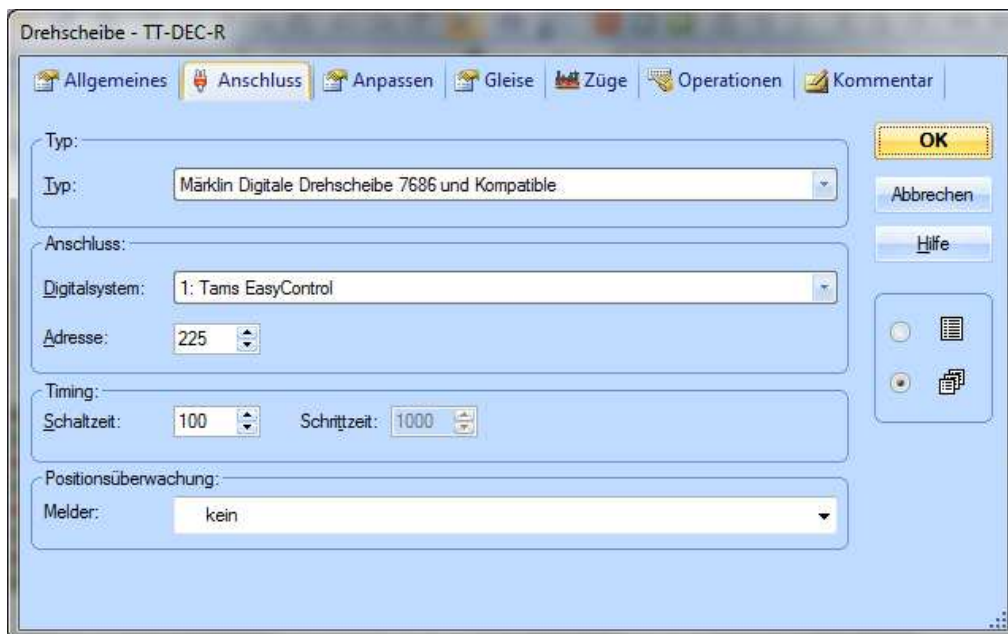 Drehscheibe - TT-DEC-R
Allgemeines Anschluss Anpassen Gleise Züge Operationen Kommentar
Typ:
Typ: Märklin Digitale Drehscheibe 7686 und Kompatible
Anschluss:
Digitalsystem: 1: Tams EasyControl
Adresse: 225
Timing:
Schaltzeit: 100 Schrittzeit: 1000
Positionsüberwachung:
Melder: kein
OK
Abbrechen
Hilfe